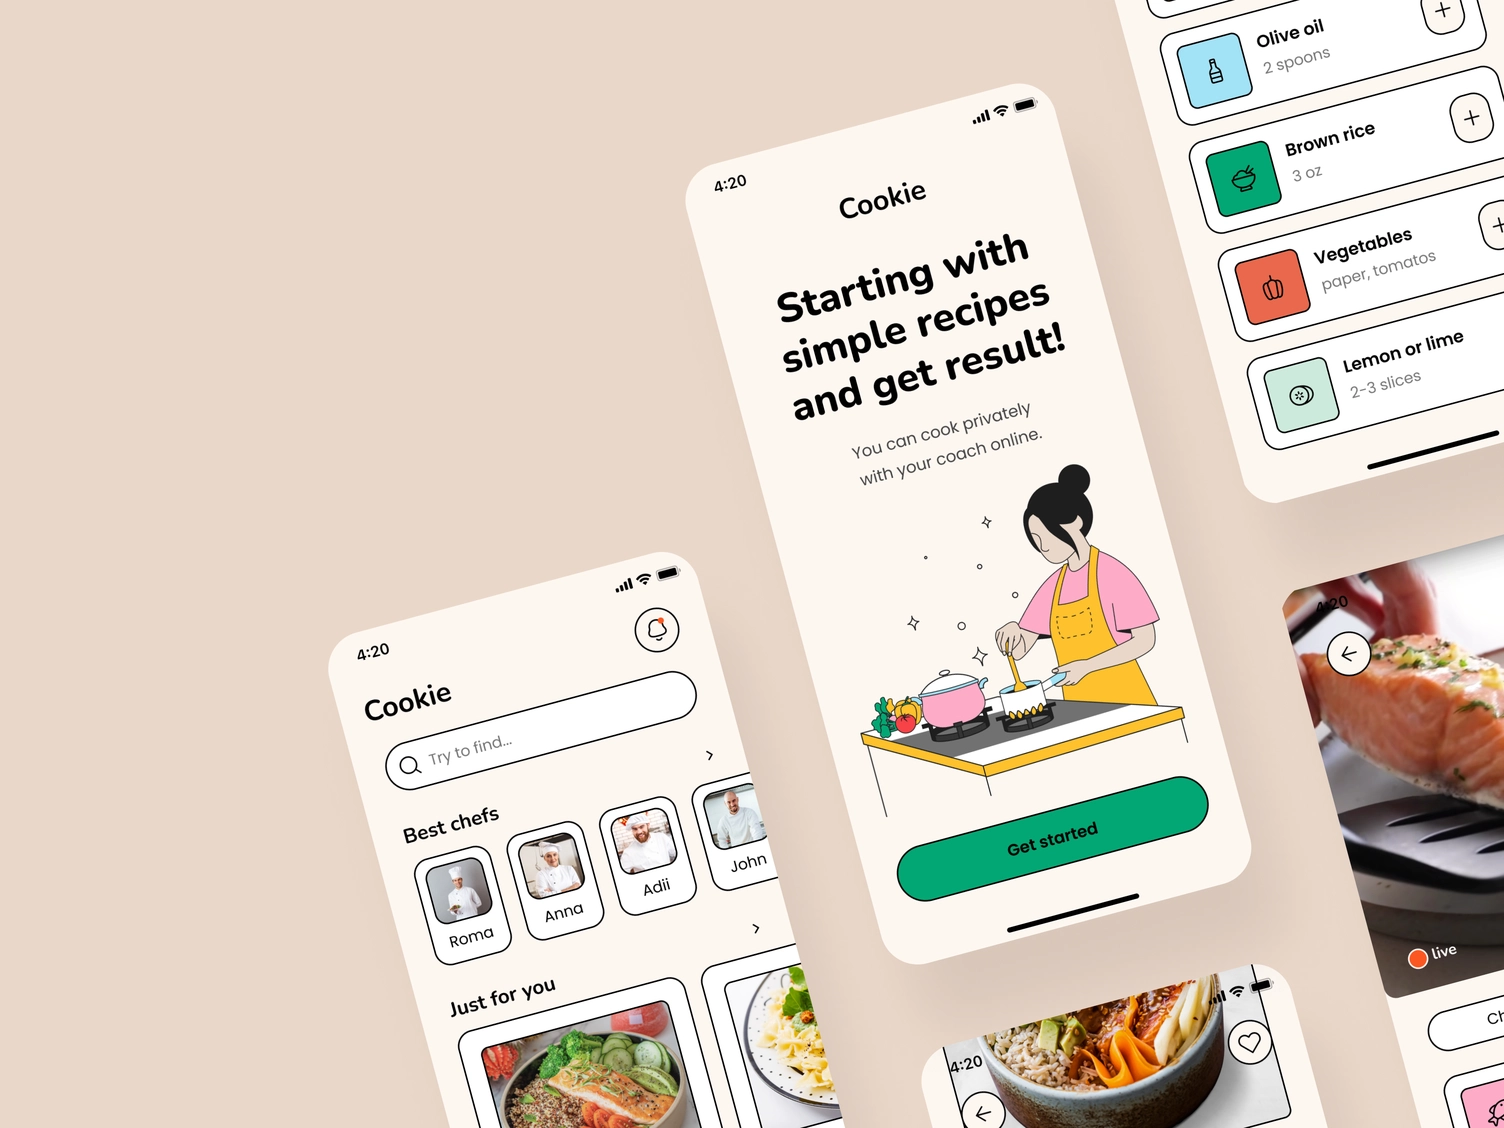 4:20
Cookie
Try to find...
Best chefs
Roma
Anna
Adii
John
Just for you
4:20
Cookie
Starting with
simple recipes
and get result!
You can cook privately
with your coach online.
Get started
4:20
Olive oil
2 spoons
Brown rice
3 oz
Vegetables
paper, tomatos
Lemon or lime
2-3 slices
4:20
live